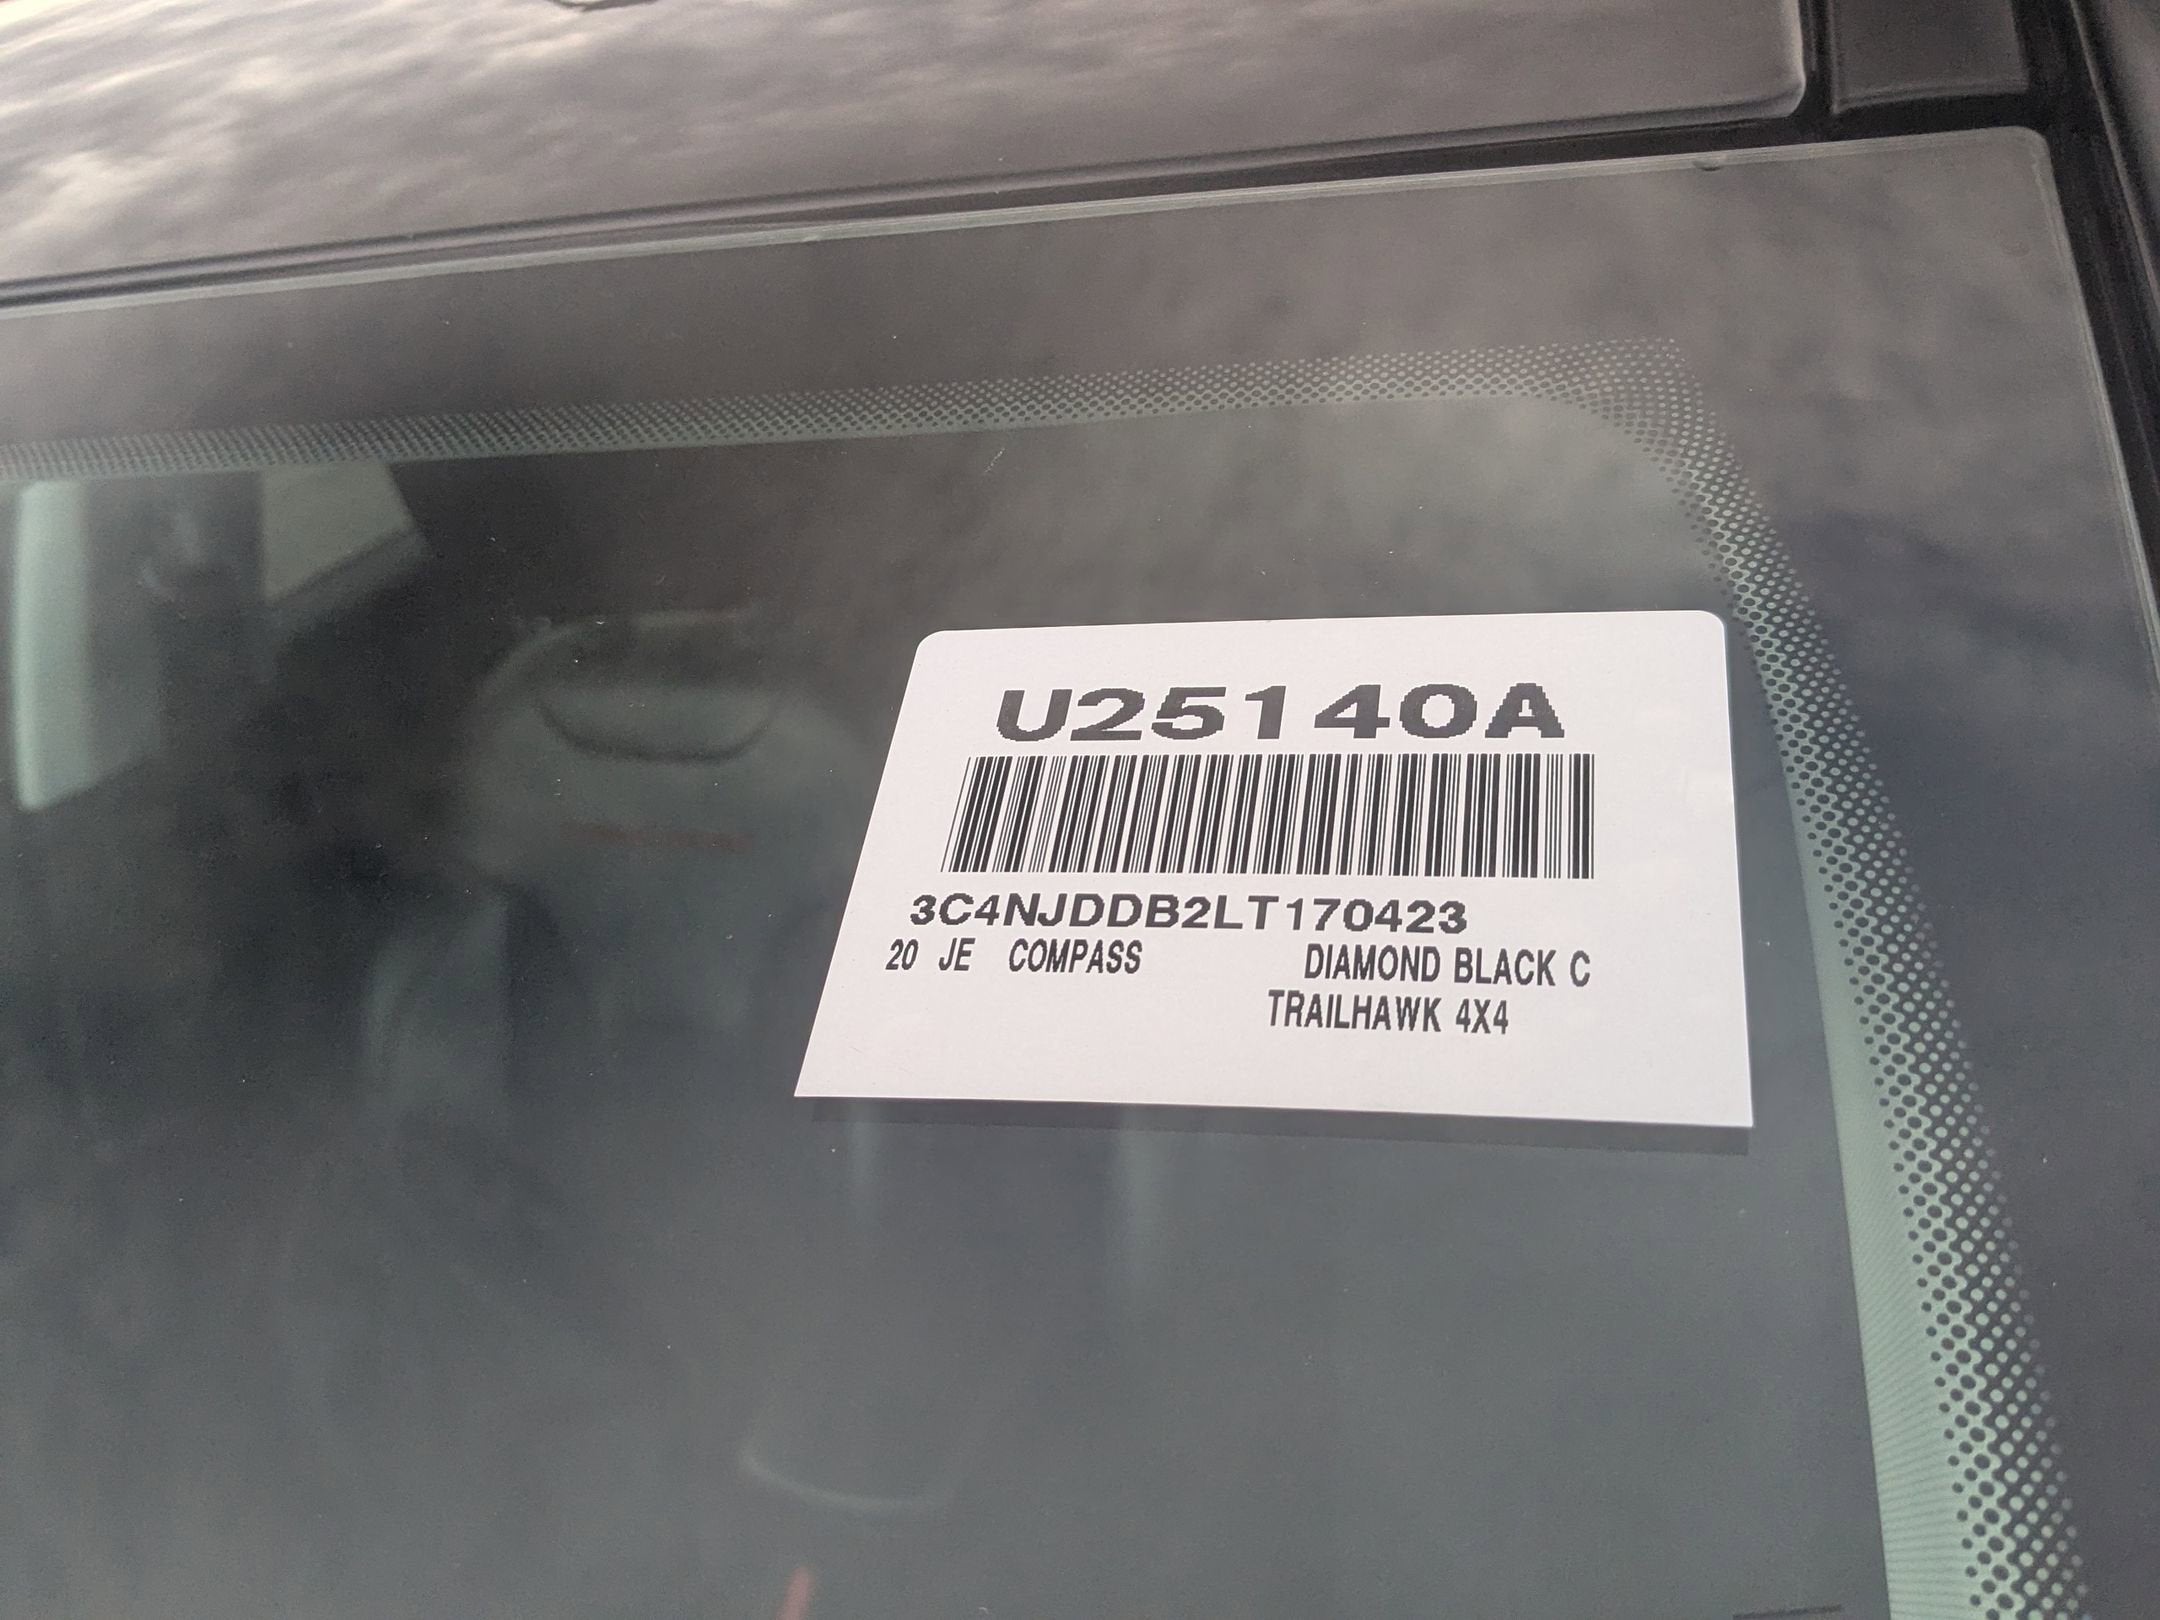 U25140A
3C4NJDDB2LT170423
20 JE COMPASS DIAMOND BLACK C
TRAILHAWK 4X4